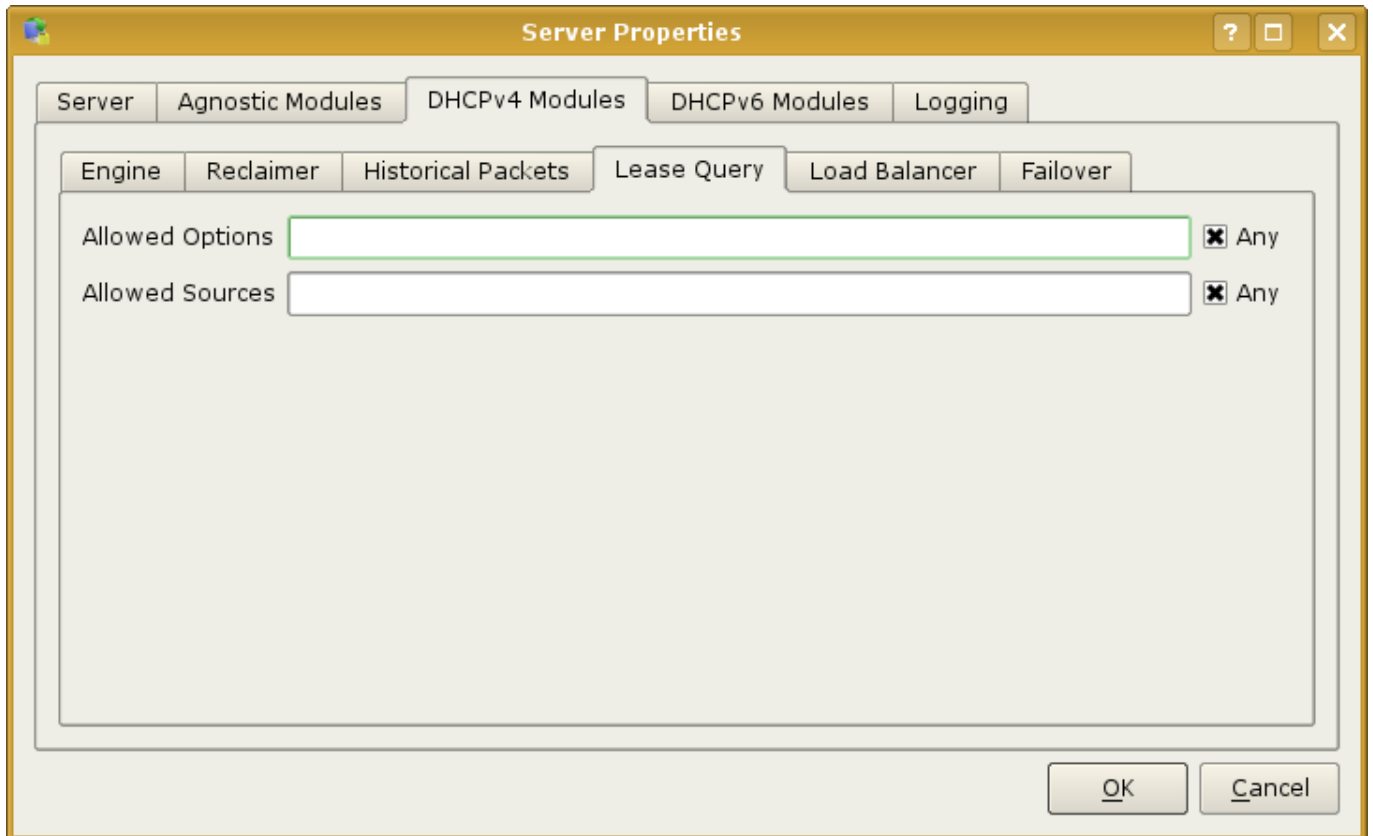 Server Properties
Server Agnostic Modules DHCPv4 Modules DHCPv6 Modules Logging
Engine Reclaimer Historical Packets Lease Query Load Balancer Failover
Allowed Options Any
Allowed Sources Any
OK Cancel